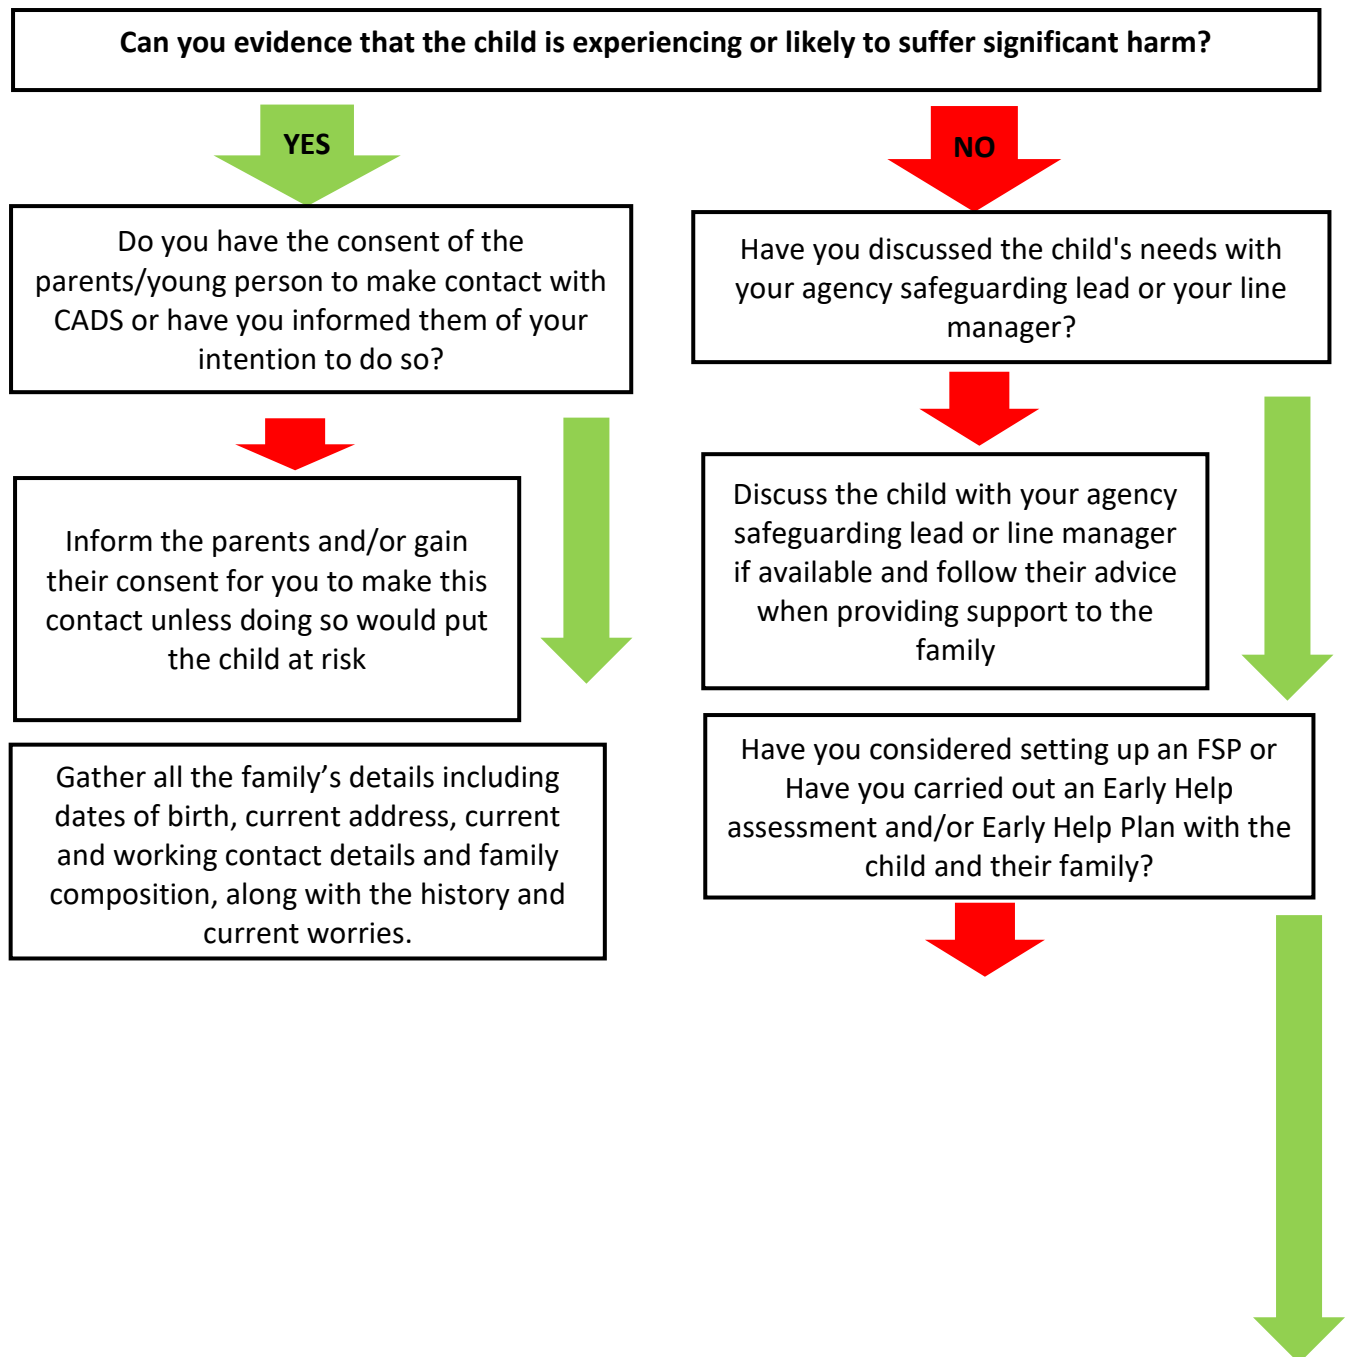 Can you evidence that the child is experiencing or likely to suffer significant harm?
YES
NO
Do you have the consent of the
parents/young person to make contact with
CADS or have you informed them of your
intention to do so?
Have you discussed the child's needs with
your agency safeguarding lead or your line
manager?
Inform the parents and/or gain
their consent for you to make this
contact unless doing so would put
the child at risk
Discuss the child with your agency
safeguarding lead or line manager
if available and follow their advice
when providing support to the
family
Gather all the family’s details including
dates of birth, current address, current
and working contact details and family
composition, along with the history and
current worries.
Have you considered setting up an FSP or
Have you carried out an Early Help
assessment and/or Early Help Plan with the
child and their family?